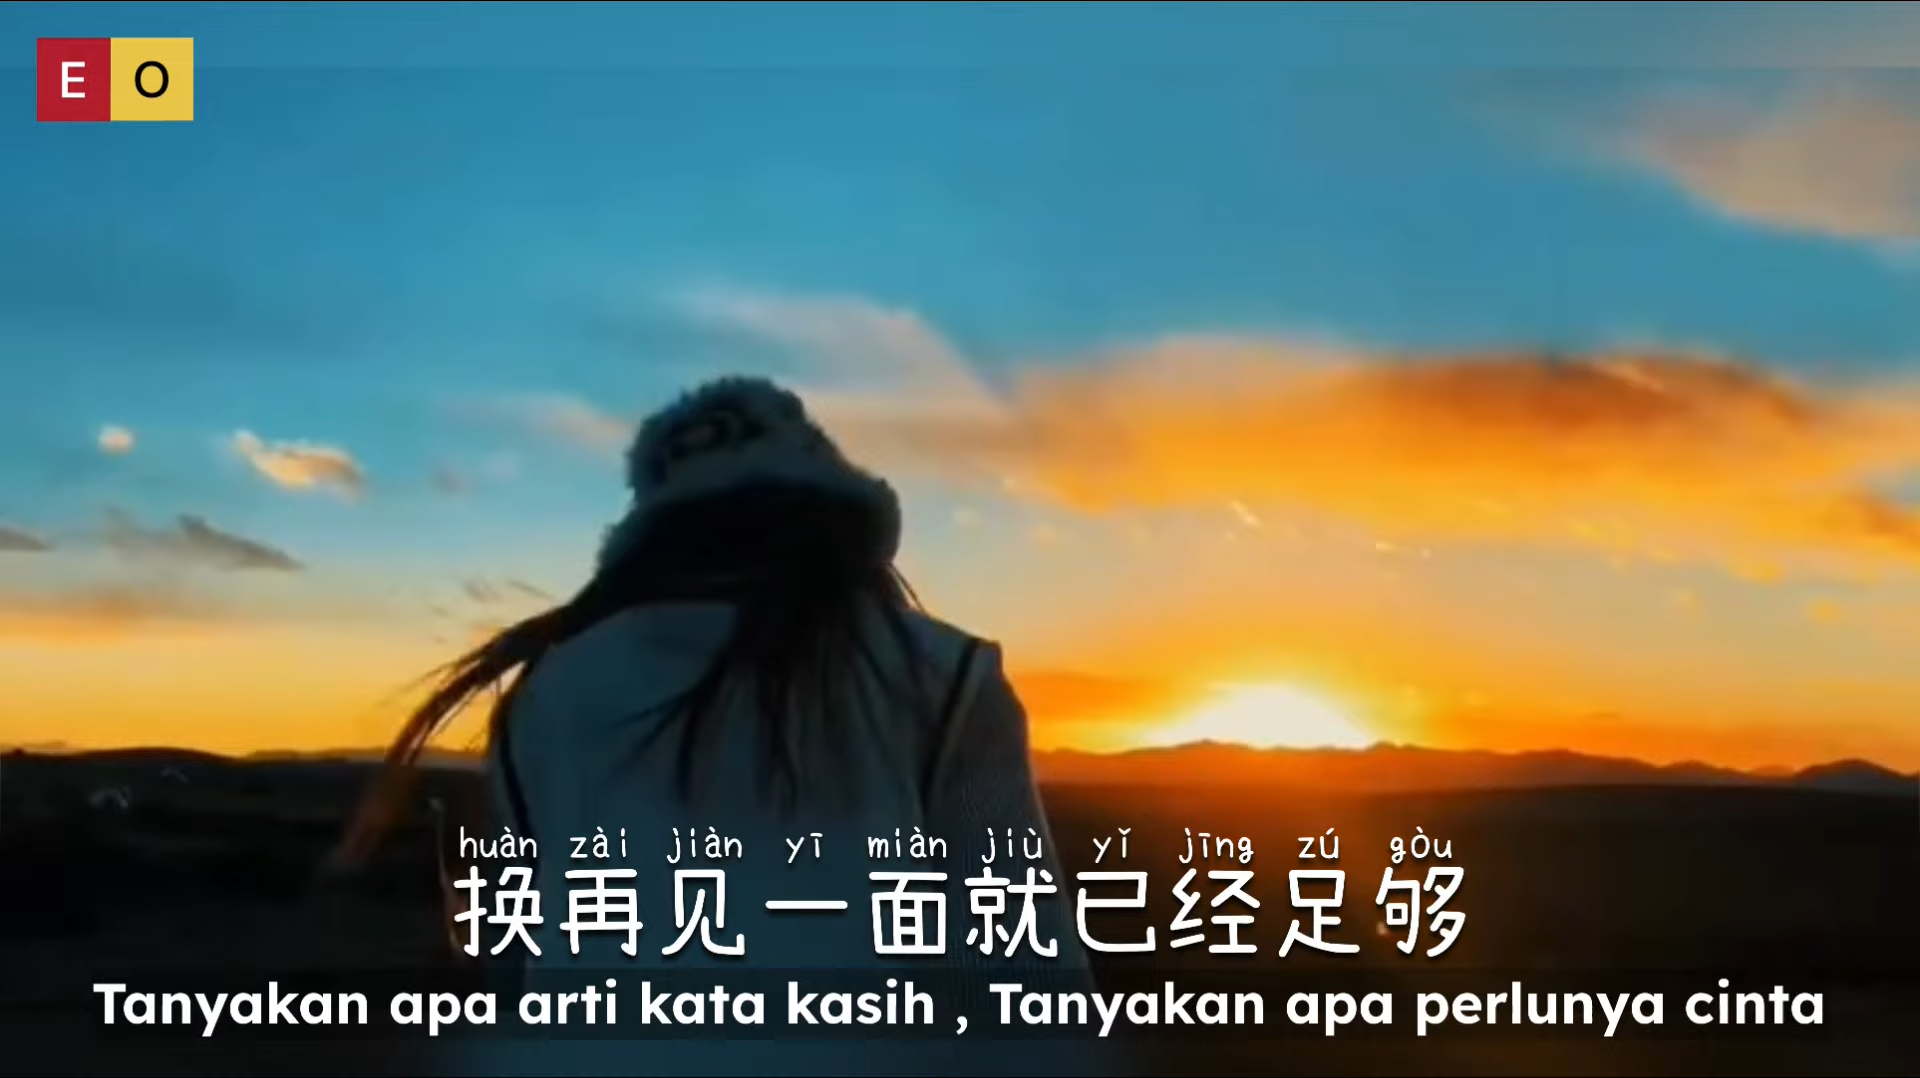 E O
huàn zài jiàn yī miàn jiù yǐ jīng zú gòu
换再见一面就已经足够
Tanyakan apa arti kata kasih , Tanyakan apa perlunya cinta